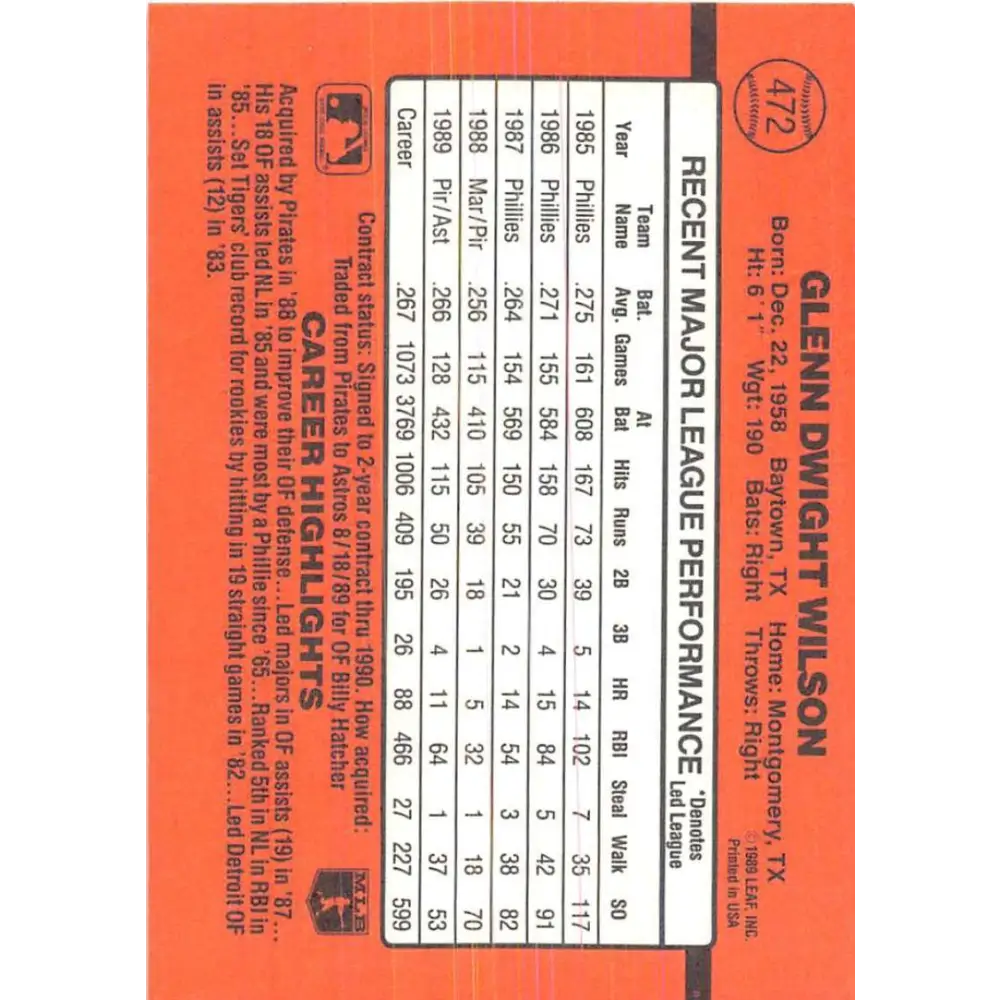 472
GLENN DWIGHT WILSON
Born: Dec. 22, 1958 Baytown, TX Home: Montgomery, TX
Ht: 6'1" Wgt: 190 Bats: Right Throws: Right
© 1989 LEAF, INC.
Printed in USA
RECENT MAJOR LEAGUE PERFORMANCE
*Denotes
Led League
Year Team Name Bat. Avg. Games At Bat Hits Runs 2B 3B HR RBI Steal Walk SO
1985 Phillies .275 161 608 167 73 39 5 14 102 7 35 117
1986 Phillies .271 155 584 158 70 30 4 15 84 5 42 91
1987 Phillies .264 154 569 150 55 21 2 14 54 3 38 82
1988 Mar/Pir .256 115 410 105 39 18 1 5 32 1 18 70
1989 Pir/Ast .266 128 432 115 50 26 4 11 64 1 37 53
Career .267 1073 3769 1006 409 195 26 88 466 27 227 599
Contract status: Signed to 2-year contract thru 1990. How acquired:
Traded from Pirates to Astros 8/18/89 for OF Billy Hatcher
MLB
CAREER HIGHLIGHTS
Acquired by Pirates in '88 to improve their OF defense...Led majors in OF assists (19) in '87...
His 18 OF assists led NL in '85 and were most by a Phillie since '65...Ranked 5th in NL in RBI in
'85...Set Tigers' club record for rookies by hitting in 19 straight games in '82...Led Detroit OF
in assists (12) in '83.